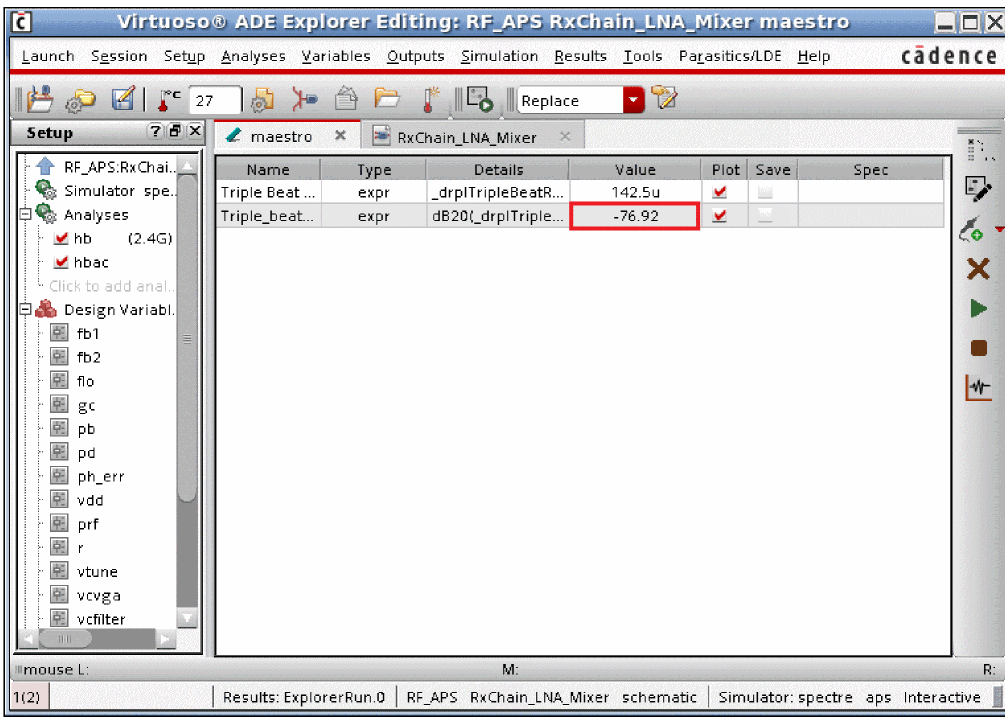 Virtuoso® ADE Explorer Editing: RF_APS RxChain_LNA_Mixer maestro
Launch Session Setup Analyses Variables Outputs Simulation Results Tools Parasitics/LDE Help cādence
°C 27 Replace
Setup maestro RxChain_LNA_Mixer
RF_APS:RxChai..
Simulator spe..
Analyses
hb (2.4G)
hbac
Click to add anal..
Design Variabl.
fb1
fb2
flo
gc
pb
pd
ph_err
vdd
prf
r
vtune
vcvga
vcfilter
Name Type Details Value Plot Save Spec
Triple Beat ... expr _drplTripleBeatR... 142.5u
Triple_beat... expr dB20(_drplTriple... -76.92
mouse L: M: R:
1(2) Results: ExplorerRun.0 RF_APS RxChain_LNA_Mixer schematic Simulator: spectre aps Interactive